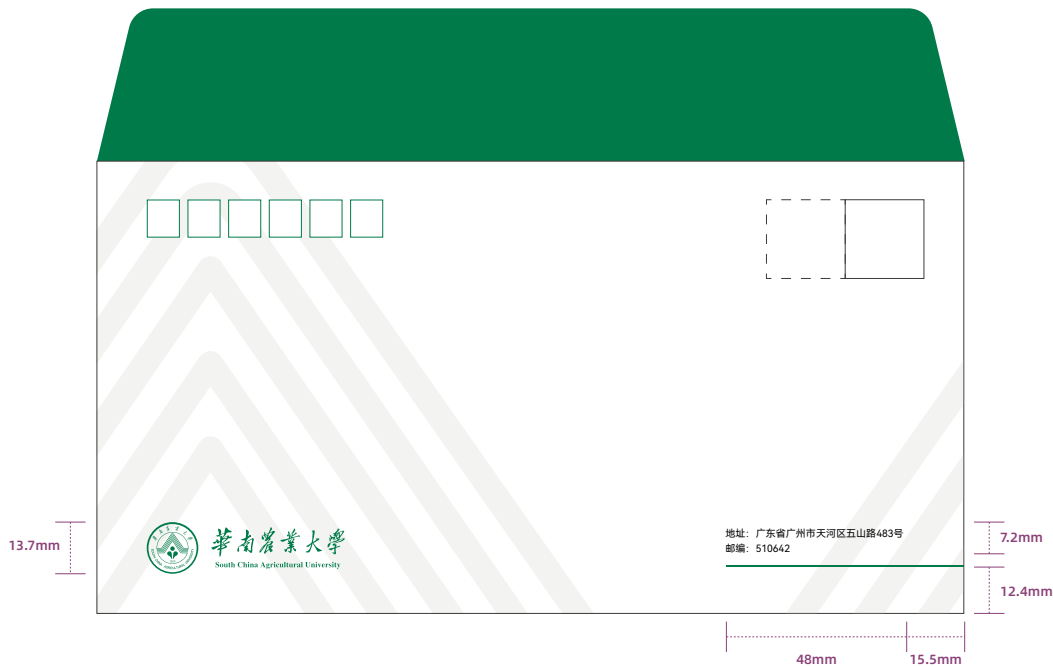 華南農業大學
South China Agricultural University
地址：广东省广州市天河区五山路483号
邮编：510642
13.7mm
7.2mm
12.4mm
48mm
15.5mm